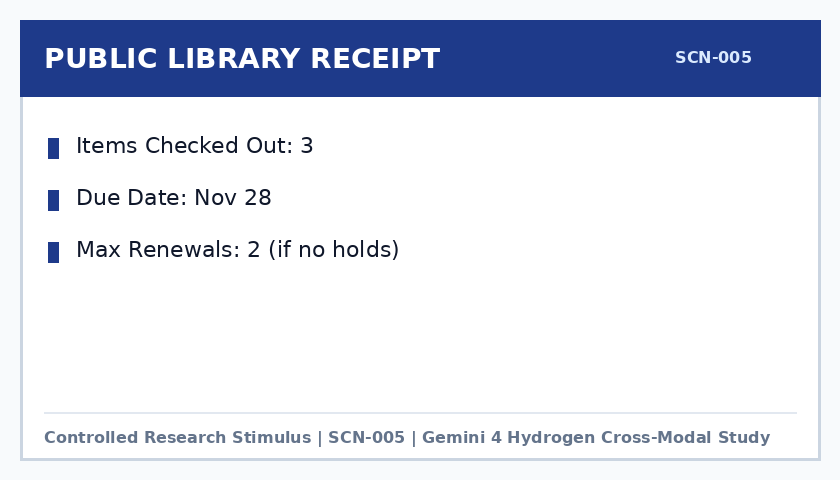 PUBLIC LIBRARY RECEIPT SCN-005
Items Checked Out: 3
Due Date: Nov 28
Max Renewals: 2 (if no holds)
Controlled Research Stimulus | SCN-005 | Gemini 4 Hydrogen Cross-Modal Study